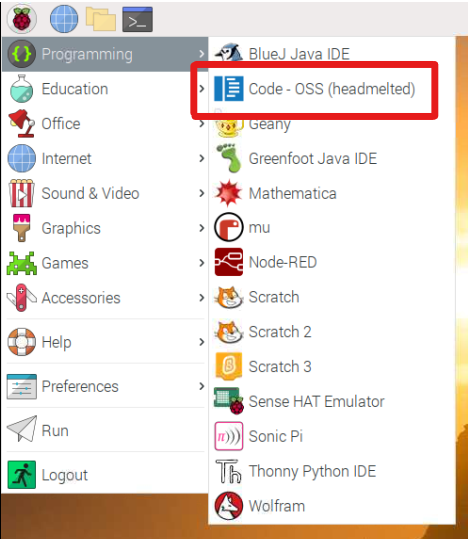 Programming
Education
Office
Internet
Sound & Video
Graphics
Games
Accessories
Help
Preferences
Run
Logout
BlueJ Java IDE
Code - OSS (headmelted)
Geany
Greenfoot Java IDE
Mathematica
mu
Node-RED
Scratch
Scratch 2
Scratch 3
Sense HAT Emulator
π)))
Sonic Pi
Th
Thonny Python IDE
Wolfram